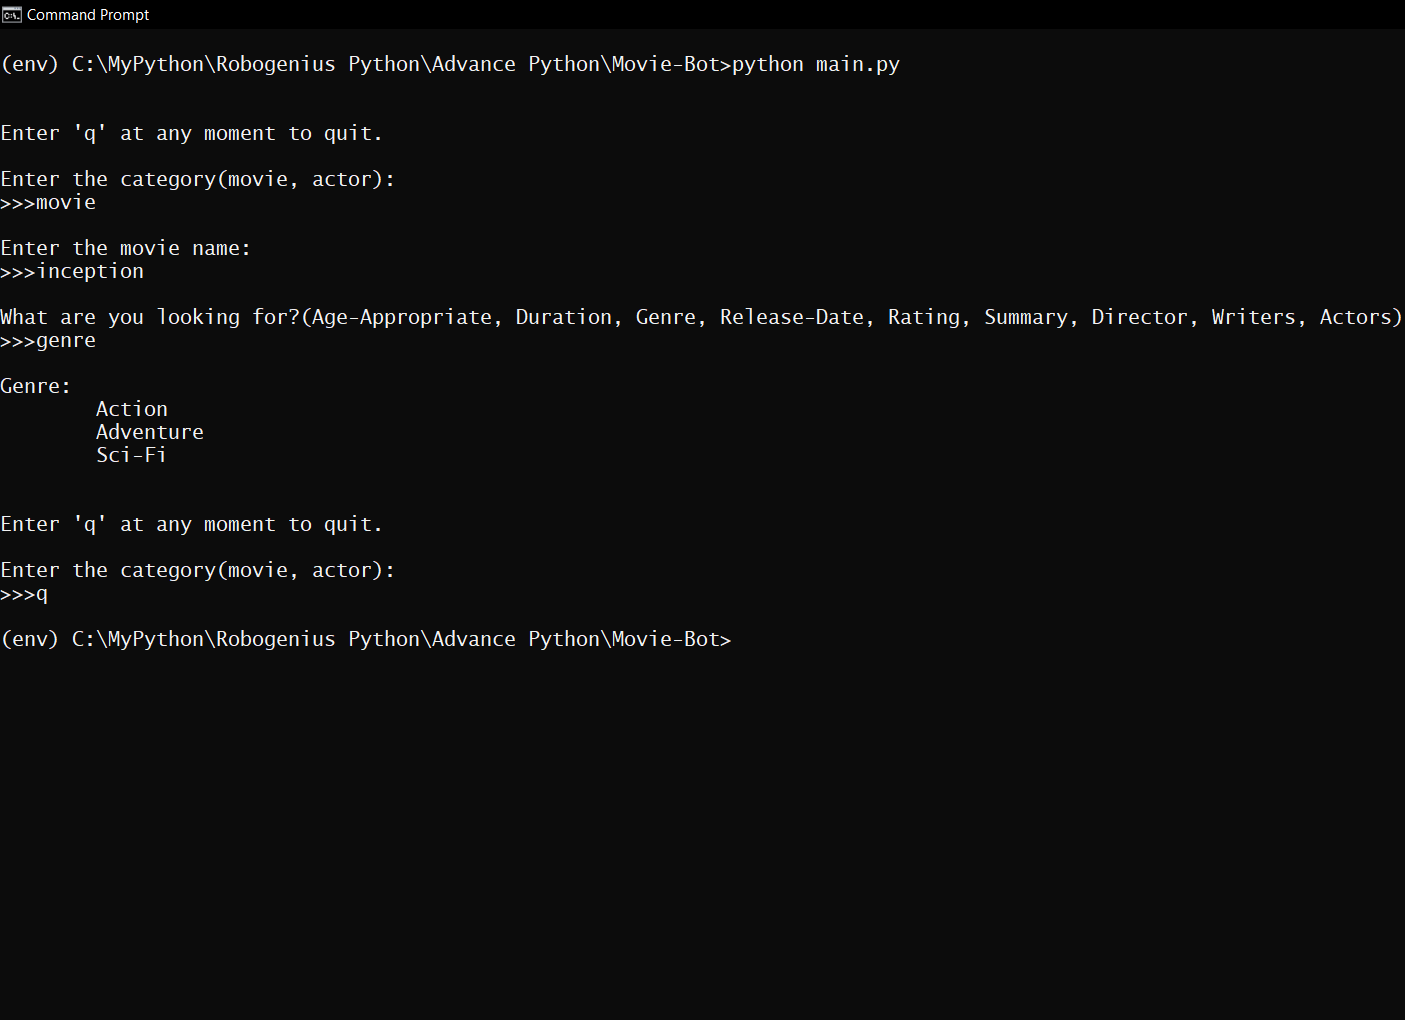 Command Prompt
(env) C:\MyPython\Robogenius Python\Advance Python\Movie-Bot>python main.py
Enter 'q' at any moment to quit.
Enter the category(movie, actor):
>>>movie
Enter the movie name:
>>>inception
What are you looking for?(Age-Appropriate, Duration, Genre, Release-Date, Rating, Summary, Director, Writers, Actors)
>>>genre
Genre:
Action
Adventure
Sci-Fi
Enter 'q' at any moment to quit.
Enter the category(movie, actor):
>>>q
(env) C:\MyPython\Robogenius Python\Advance Python\Movie-Bot>